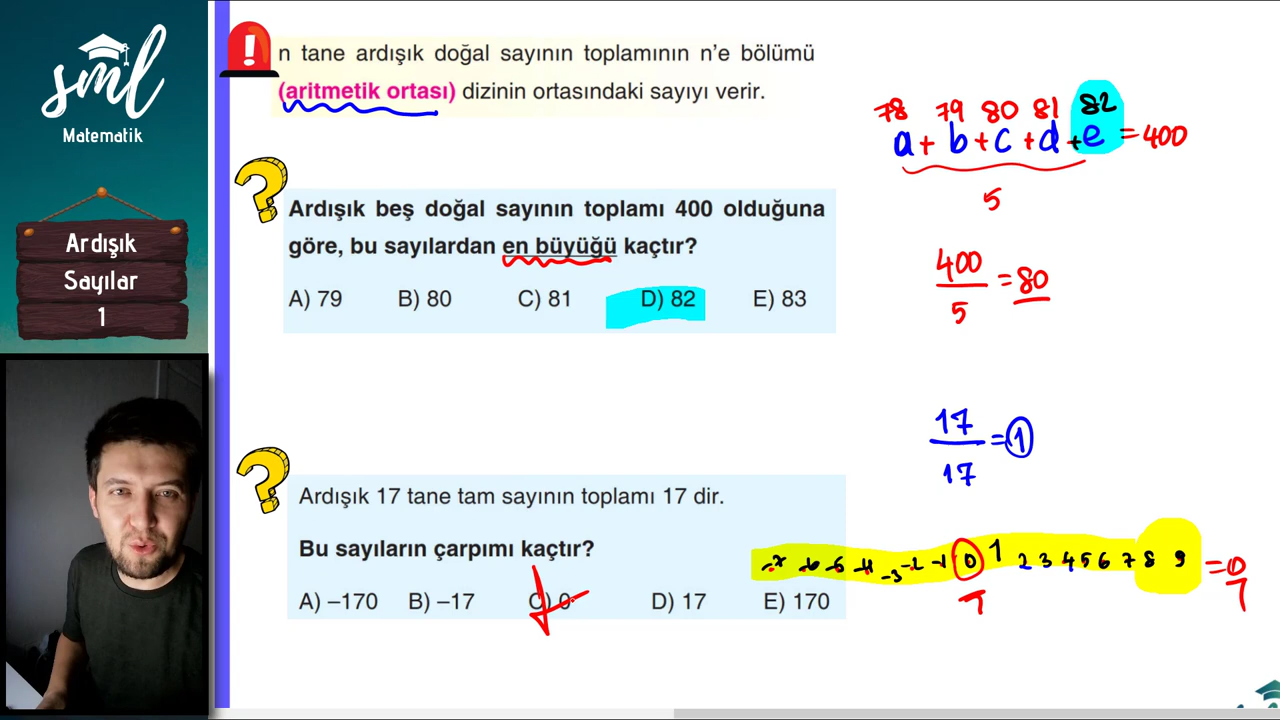 sml
Matematik
Ardışık
Sayılar
1
n tane ardışık doğal sayının toplamının n'e bölümü
(aritmetik ortası) dizinin ortasındaki sayıyı verir.
Ardışık beş doğal sayının toplamı 400 olduğuna
göre, bu sayılardan en büyüğü kaçtır?
A) 79 B) 80 C) 81 D) 82 E) 83
78 79 80 81 82
a + b + c + d + e = 400
5
400/5 = 80
17/17 = 1
Ardışık 17 tane tam sayının toplamı 17 dir.
Bu sayıların çarpımı kaçtır?
A) –170 B) –17 C) 0 D) 17 E) 170
-7 -6 -5 -4 -3 -2 -1 0 1 2 3 4 5 6 7 8 9 = 0